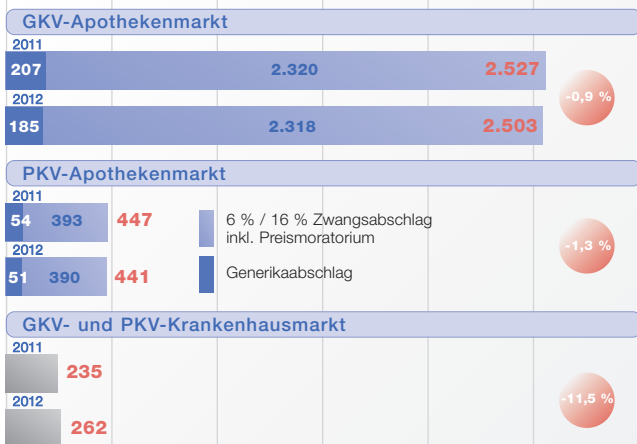 GKV-Apothekenmarkt
2011
207 2.320 2.527
-0,9 %
2012
185 2.318 2.503
PKV-Apothekenmarkt
2011
54 393 447
6 % / 16 % Zwangsabschlag
inkl. Preismoratorium
-1,3 %
2012
51 390 441
Generikaabschlag
GKV- und PKV-Krankenhausmarkt
2011
235
-11,5 %
2012
262